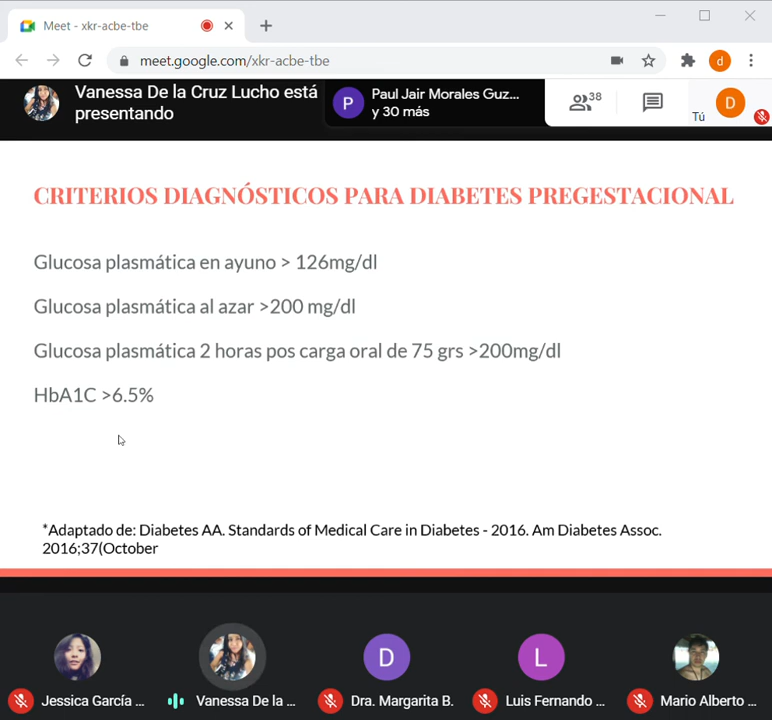 Meet - xkr-acbe-tbe
meet.google.com/xkr-acbe-tbe
d
Vanessa De la Cruz Lucho está
presentando
P
Paul Jair Morales Guz...
y 30 más
38
Tú
D
CRITERIOS DIAGNÓSTICOS PARA DIABETES PREGESTACIONAL
Glucosa plasmática en ayuno > 126mg/dl
Glucosa plasmática al azar >200 mg/dl
Glucosa plasmática 2 horas pos carga oral de 75 grs >200mg/dl
HbA1C >6.5%
*Adaptado de: Diabetes AA. Standards of Medical Care in Diabetes - 2016. Am Diabetes Assoc.
2016;37(October
D
L
Jessica García ...
Vanessa De la ...
Dra. Margarita B.
Luis Fernando ...
Mario Alberto ...